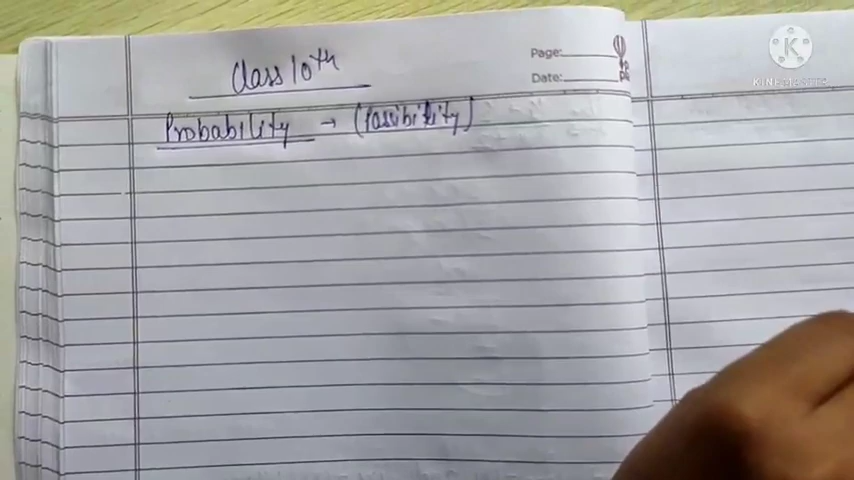 Class 10th
Page:
Date:
Probability → (Possibility)
K
KINEMASTER